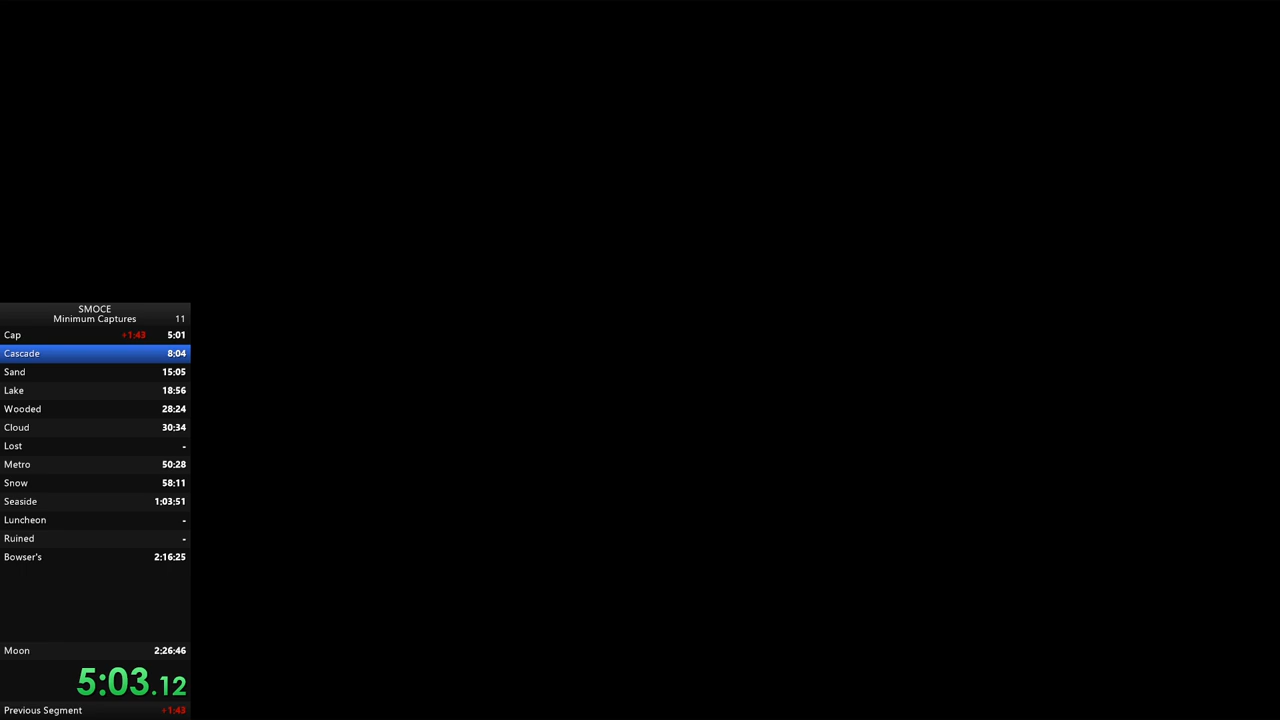 SMOCE
Minimum Captures 11
Cap +1:43 5:01
Cascade 8:04
Sand 15:05
Lake 18:56
Wooded 28:24
Cloud 30:34
Lost -
Metro 50:28
Snow 58:11
Seaside 1:03:51
Luncheon -
Ruined -
Bowser's 2:16:25
Moon 2:26:46
5:03.12
Previous Segment +1:43